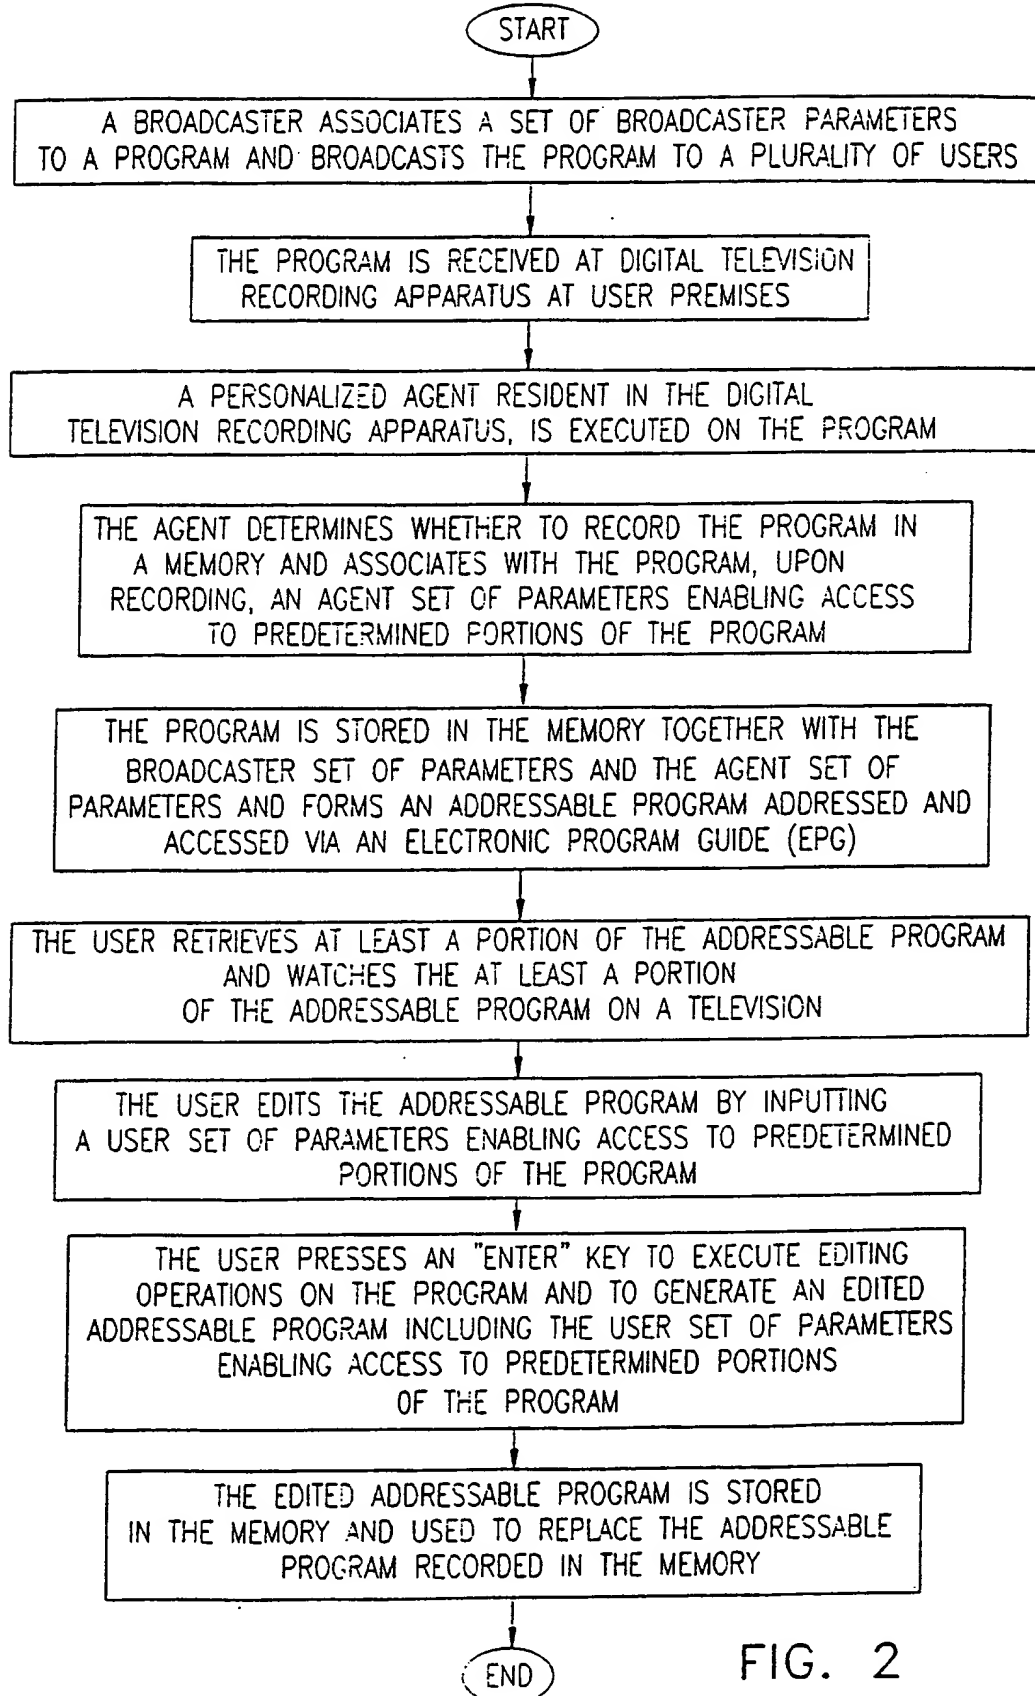 START
A BROADCASTER ASSOCIATES A SET OF BROADCASTER PARAMETERS
TO A PROGRAM AND BROADCASTS THE PROGRAM TO A PLURALITY OF USERS
THE PROGRAM IS RECEIVED AT DIGITAL TELEVISION
RECORDING APPARATUS AT USER PREMISES
A PERSONALIZED AGENT RESIDENT IN THE DIGITAL
TELEVISION RECORDING APPARATUS, IS EXECUTED ON THE PROGRAM
THE AGENT DETERMINES WHETHER TO RECORD THE PROGRAM IN
A MEMORY AND ASSOCIATES WITH THE PROGRAM, UPON
RECORDING, AN AGENT SET OF PARAMETERS ENABLING ACCESS
TO PREDETERMINED PORTIONS OF THE PROGRAM
THE PROGRAM IS STORED IN THE MEMORY TOGETHER WITH THE
BROADCASTER SET OF PARAMETERS AND THE AGENT SET OF
PARAMETERS AND FORMS AN ADDRESSABLE PROGRAM ADDRESSED AND
ACCESSED VIA AN ELECTRONIC PROGRAM GUIDE (EPG)
THE USER RETRIEVES AT LEAST A PORTION OF THE ADDRESSABLE PROGRAM
AND WATCHES THE AT LEAST A PORTION
OF THE ADDRESSABLE PROGRAM ON A TELEVISION
THE USER EDITS THE ADDRESSABLE PROGRAM BY INPUTTING
A USER SET OF PARAMETERS ENABLING ACCESS TO PREDETERMINED
PORTIONS OF THE PROGRAM
THE USER PRESSES AN "ENTER" KEY TO EXECUTE EDITING
OPERATIONS ON THE PROGRAM AND TO GENERATE AN EDITED
ADDRESSABLE PROGRAM INCLUDING THE USER SET OF PARAMETERS
ENABLING ACCESS TO PREDETERMINED PORTIONS
OF THE PROGRAM
THE EDITED ADDRESSABLE PROGRAM IS STORED
IN THE MEMORY AND USED TO REPLACE THE ADDRESSABLE
PROGRAM RECORDED IN THE MEMORY
END
FIG. 2